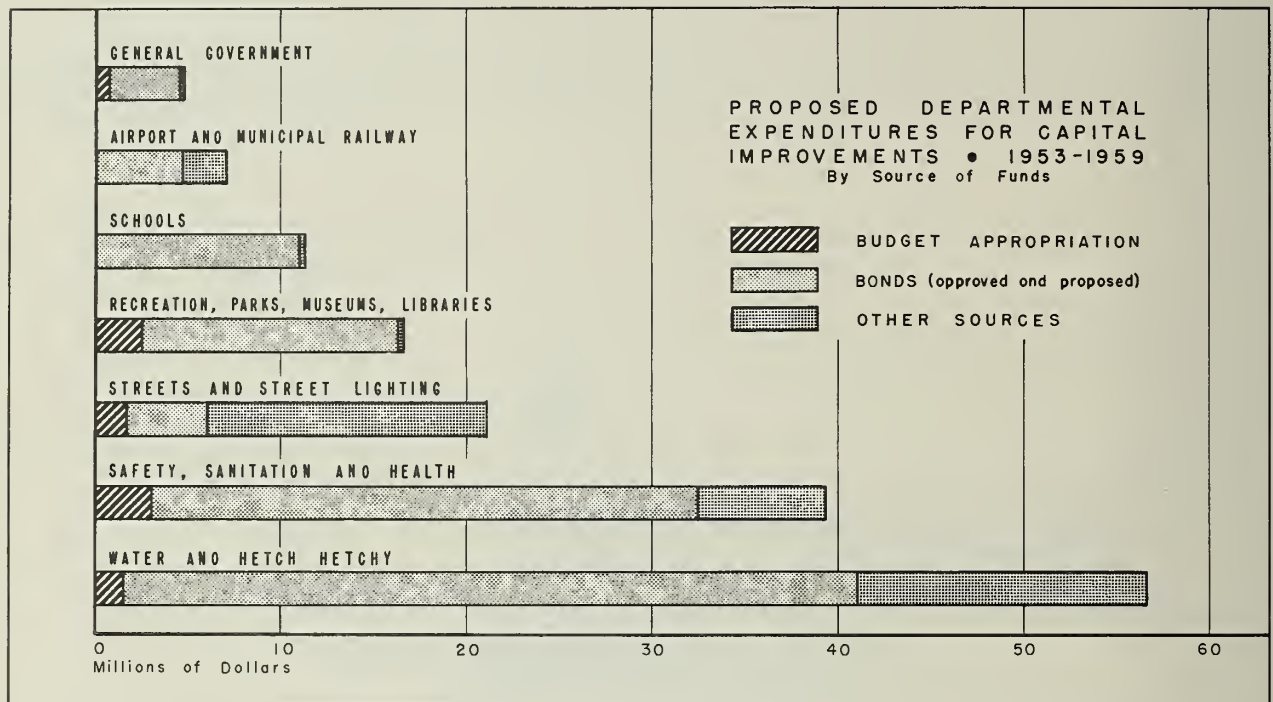 GENERAL GOVERNMENT
AIRPORT AND MUNICIPAL RAILWAY
SCHOOLS
RECREATION, PARKS, MUSEUMS, LIBRARIES
STREETS AND STREET LIGHTING
SAFETY, SANITATION AND HEALTH
WATER AND HETCH HETCHY
0 10 20 30 40 50 60
Millions of Dollars
PROPOSED DEPARTMENTAL
EXPENDITURES FOR CAPITAL
IMPROVEMENTS • 1953-1959
By Source of Funds
BUDGET APPROPRIATION
BONDS (opproved ond proposed)
OTHER SOURCES